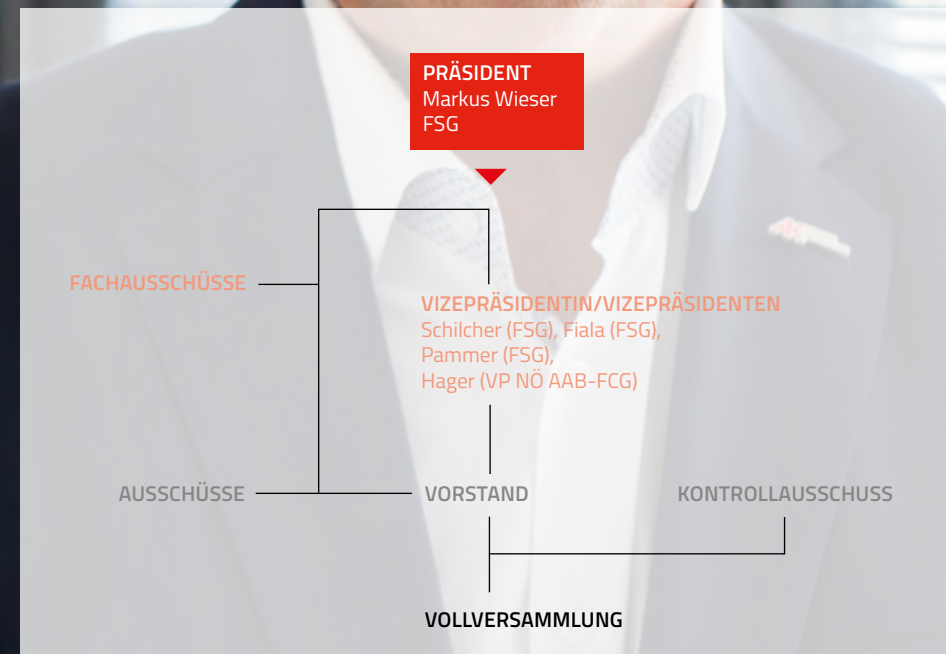 PRÄSIDENT
Markus Wieser
FSG
FACHAUSSCHÜSSE
VIZEPRÄSIDENTIN/VIZEPRÄSIDENTEN
Schilcher (FSG), Fiala (FSG),
Pammer (FSG),
Hager (VP NÖ AAB-FCG)
AUSSCHÜSSE
VORSTAND
KONTROLLAUSSCHUSS
VOLLVERSAMMLUNG